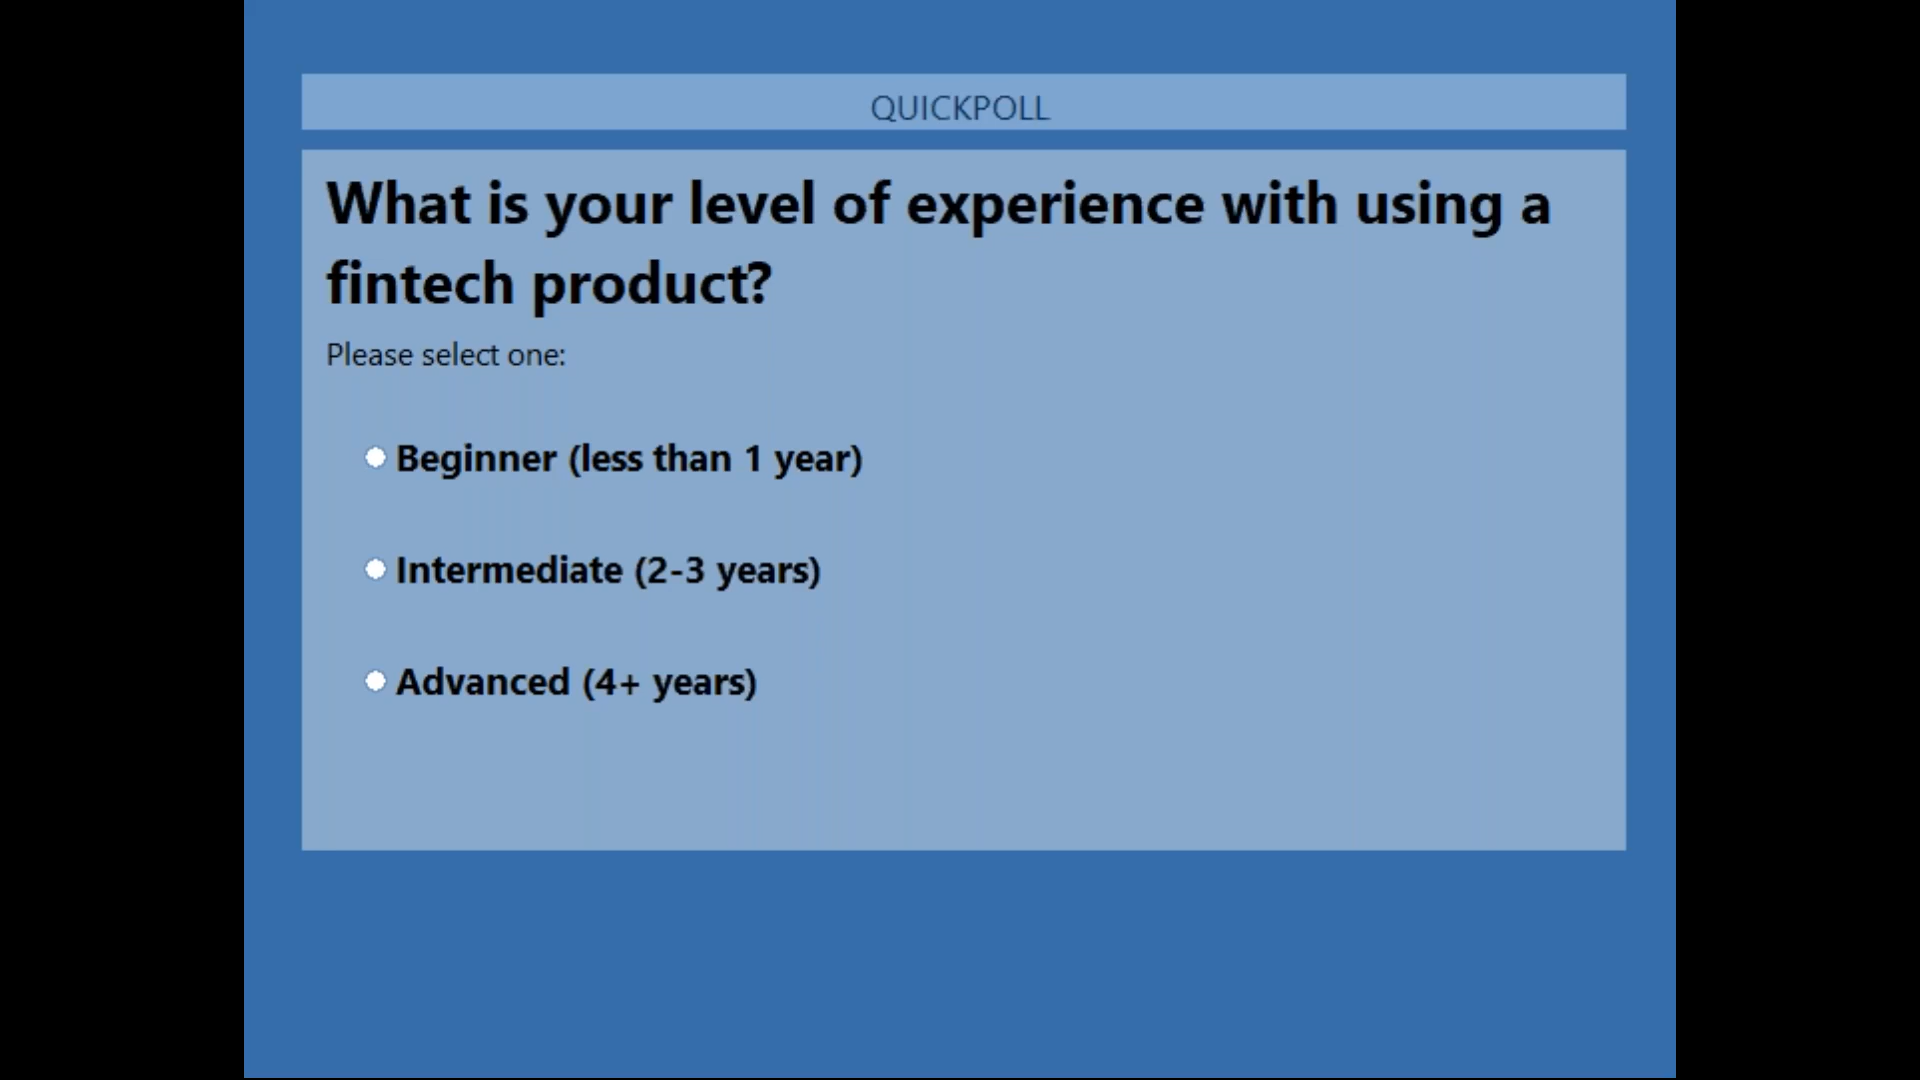 QUICKPOLL
What is your level of experience with using a
fintech product?
Please select one:
Beginner (less than 1 year)
Intermediate (2-3 years)
Advanced (4+ years)